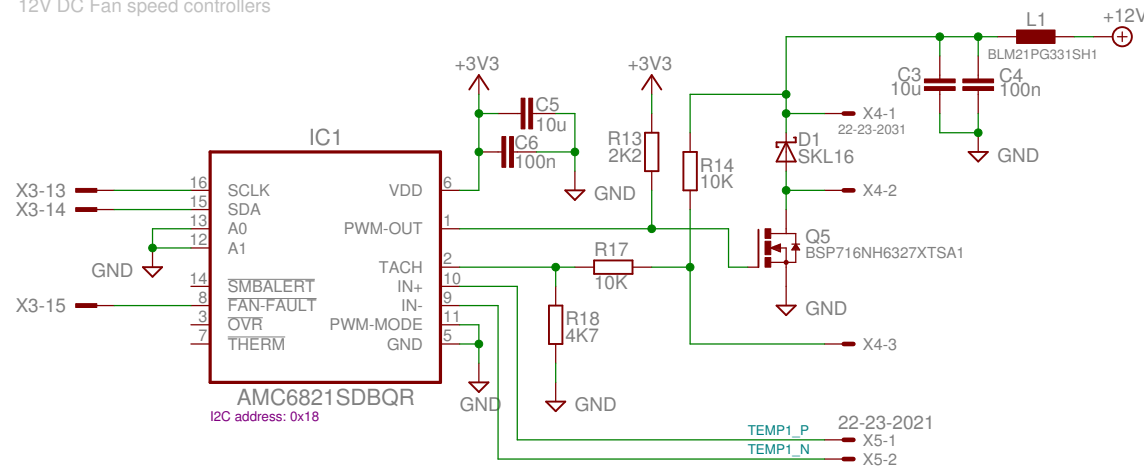 12V DC Fan speed controllers
+12V
L1
BLM21PG331SH1
C3
10u
C4
100n
GND
+3V3
+3V3
C5
10u
C6
100n
GND
R13
2K2
R14
10K
X4-1
22-23-2031
D1
SKL16
X4-2
Q5
BSP716NH6327XTSA1
GND
IC1
X3-13
16
SCLK
X3-14
15
SDA
13
A0
12
A1
GND
14
SMBALERT
X3-15
8
FAN-FAULT
3
OVR
7
THERM
VDD
6
PWM-OUT
1
TACH
2
IN+
10
IN-
9
PWM-MODE
11
GND
5
AMC6821SDBQR
I2C address: 0x18
GND
R17
10K
R18
4K7
GND
X4-3
22-23-2021
TEMP1_P
X5-1
TEMP1_N
X5-2